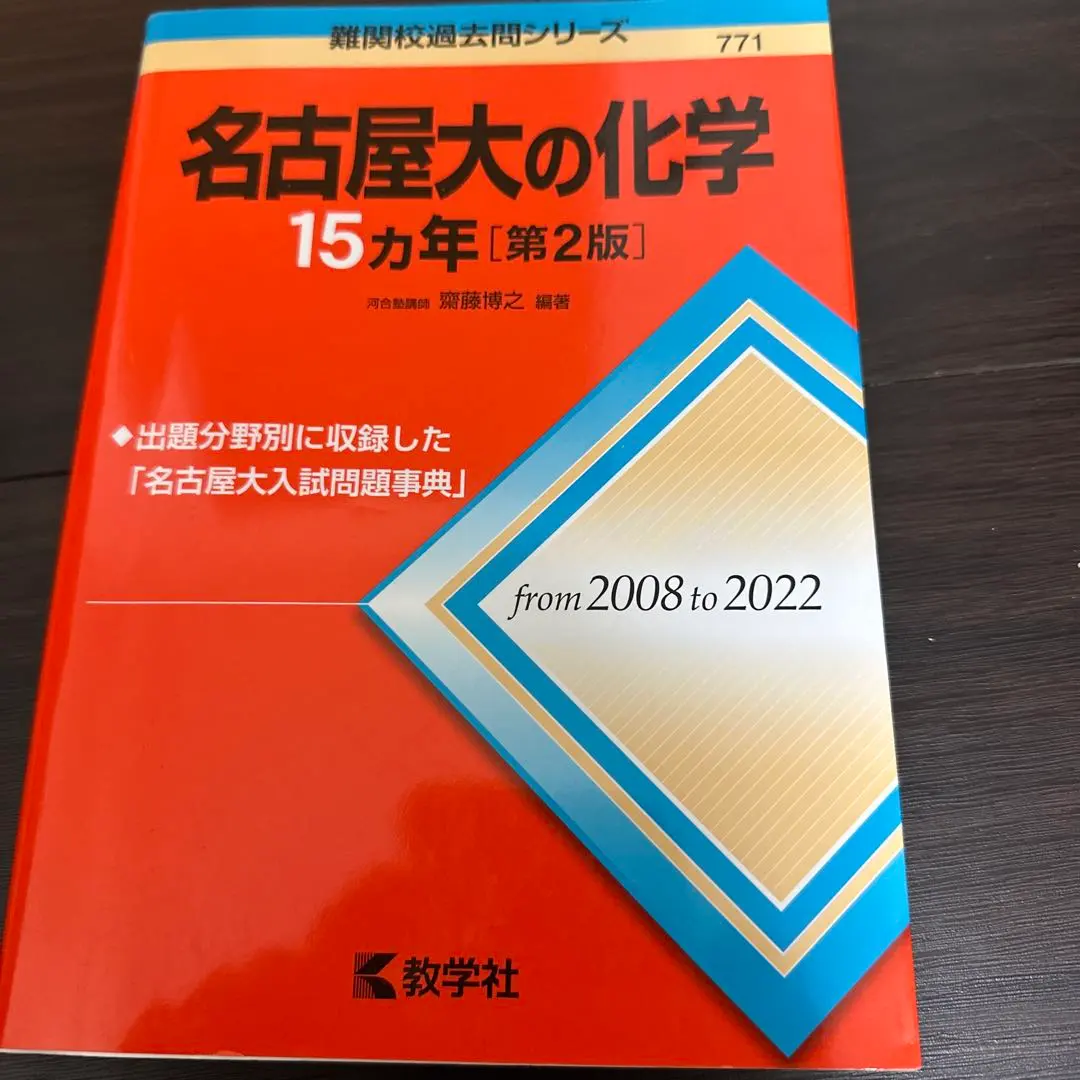 難関校過去問シリーズ
771
名古屋大の化学
15カ年[第2版]
河合塾講師 齋藤博之 編著
◆出題分野別に収録した
「名古屋大入試問題事典」
from 2008 to 2022
教学社